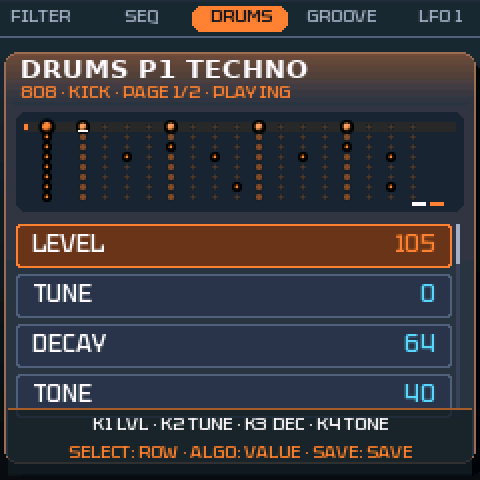 FILTER SEQ DRUMS GROOVE LFO 1
DRUMS P1 TECHNO
808 · KICK · PAGE 1/2 · PLAYING
LEVEL 105
TUNE 0
DECAY 64
TONE 40
K1 LVL · K2 TUNE · K3 DEC · K4 TONE
SELECT: ROW · ALGO: VALUE · SAVE: SAVE